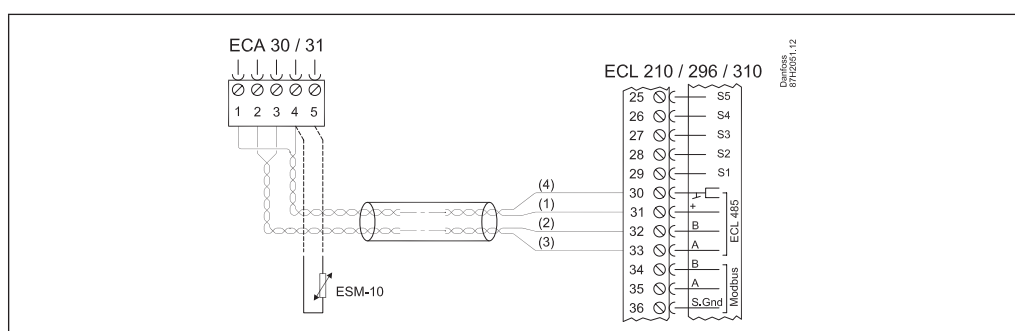 ECA 30 / 31
1 2 3 4 5
ESM-10
(4)
(1)
(2)
(3)
ECL 210 / 296 / 310
25 S5
26 S4
27 S3
28 S2
29 S1
30
31 +
32 B
33 A
ECL 485
34 B
35 A
36 S.Gnd
Modbus
Danfoss
87H2051.12